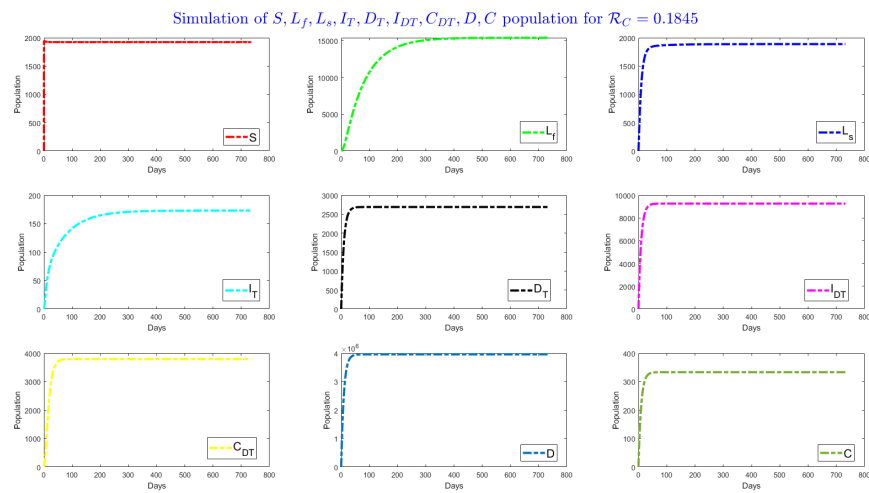 Simulation of S, L_f, L_s, I_T, D_T, I_DT, C_DT, D, C population for R_C = 0.1845
2000
1500
1000
500
0
Population
0 100 200 300 400 500 600 700 800
Days
S
15000
10000
5000
0
Population
0 100 200 300 400 500 600 700 800
Days
L_f
2000
1500
1000
500
0
Population
0 100 200 300 400 500 600 700 800
Days
L_s
200
150
100
50
0
Population
0 100 200 300 400 500 600 700 800
Days
I_T
3000
2500
2000
1500
1000
500
0
Population
0 100 200 300 400 500 600 700 800
Days
D_T
10000
8000
6000
4000
2000
0
Population
0 100 200 300 400 500 600 700 800
Days
I_DT
4000
3000
2000
1000
0
Population
0 100 200 300 400 500 600 700 800
Days
C_DT
×10^6
4
3
2
1
0
Population
0 100 200 300 400 500 600 700 800
Days
D
400
300
200
100
0
Population
0 100 200 300 400 500 600 700 800
Days
C